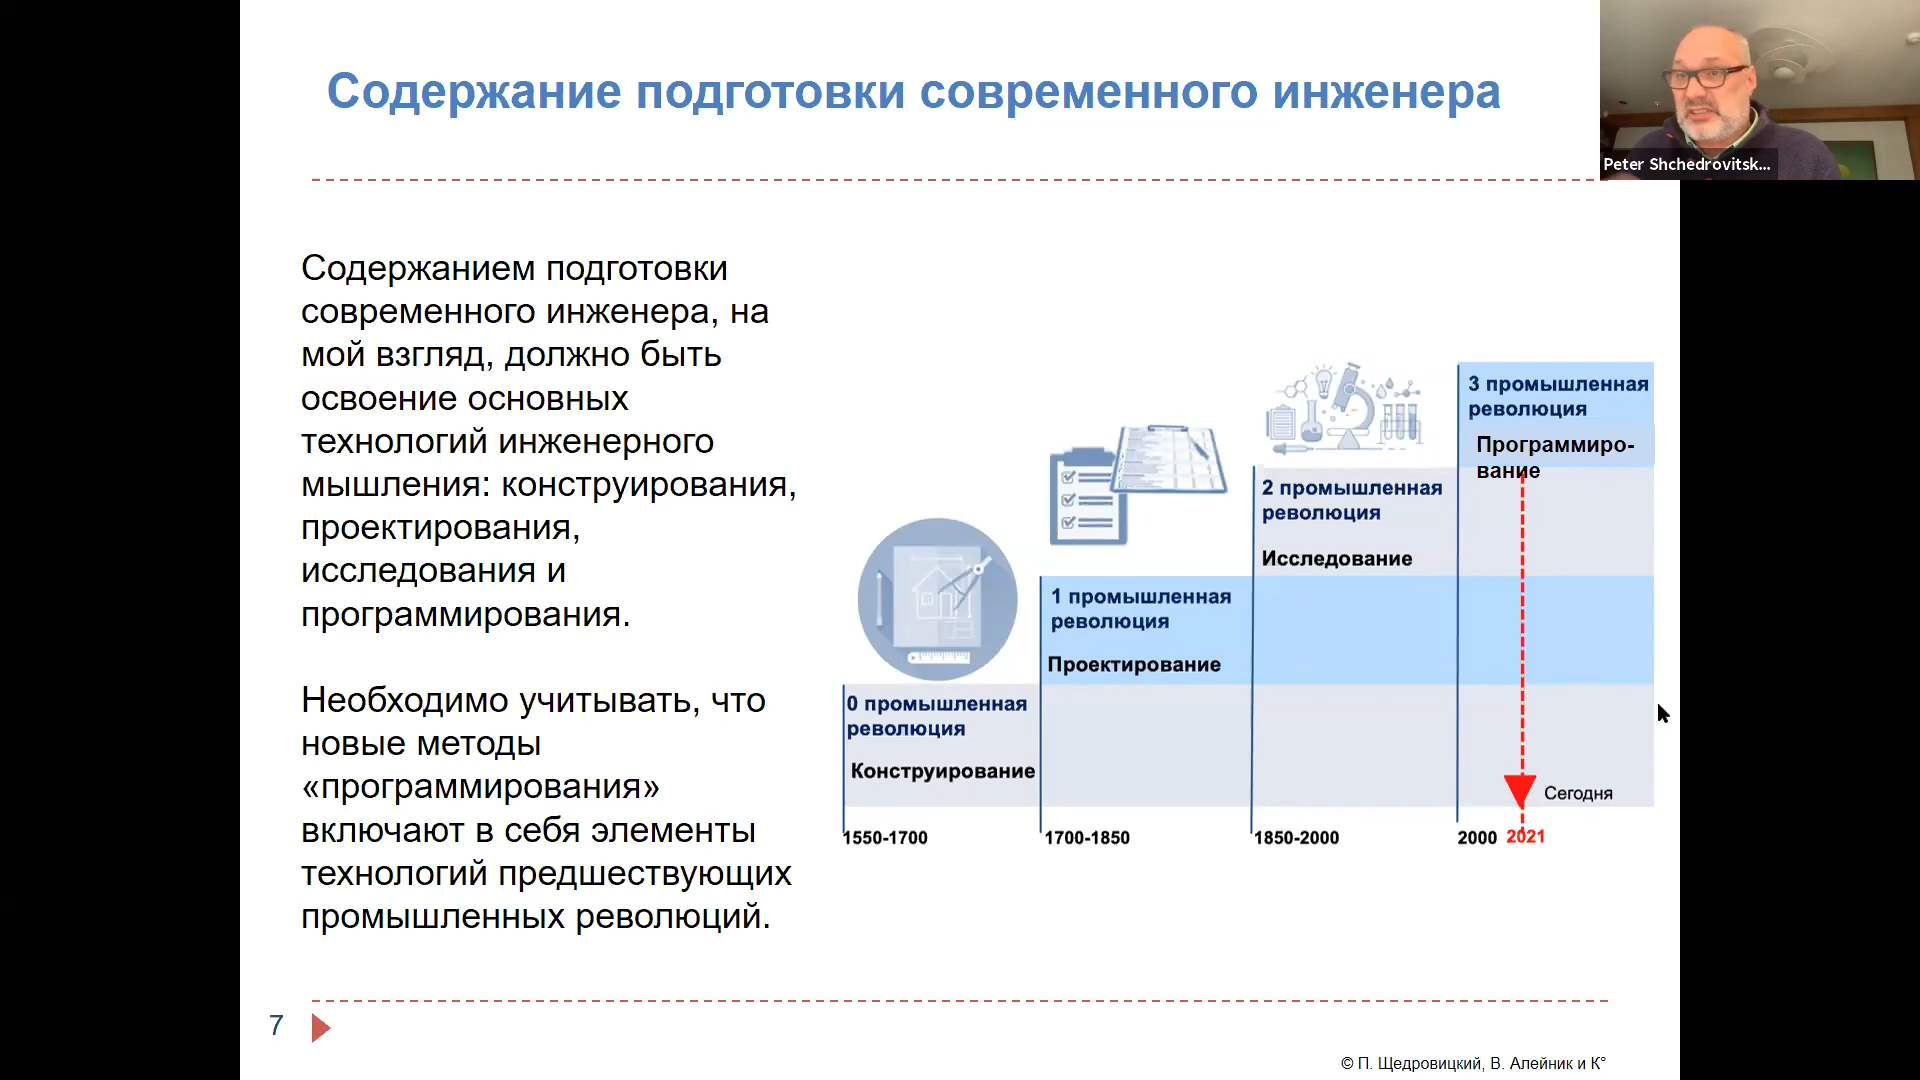 Содержание подготовки современного инженера
Peter Shchedrovitsk...
Содержанием подготовки
современного инженера, на
мой взгляд, должно быть
освоение основных
технологий инженерного
мышления: конструирования,
проектирования,
исследования и
программирования.
Необходимо учитывать, что
новые методы
«программирования»
включают в себя элементы
технологий предшествующих
промышленных революций.
3 промышленная
революция
Программиро-
вание
2 промышленная
революция
Исследование
1 промышленная
революция
Проектирование
0 промышленная
революция
Конструирование
Сегодня
1550-1700
1700-1850
1850-2000
2000
2021
7
© П. Щедровицкий, В. Алейник и К°